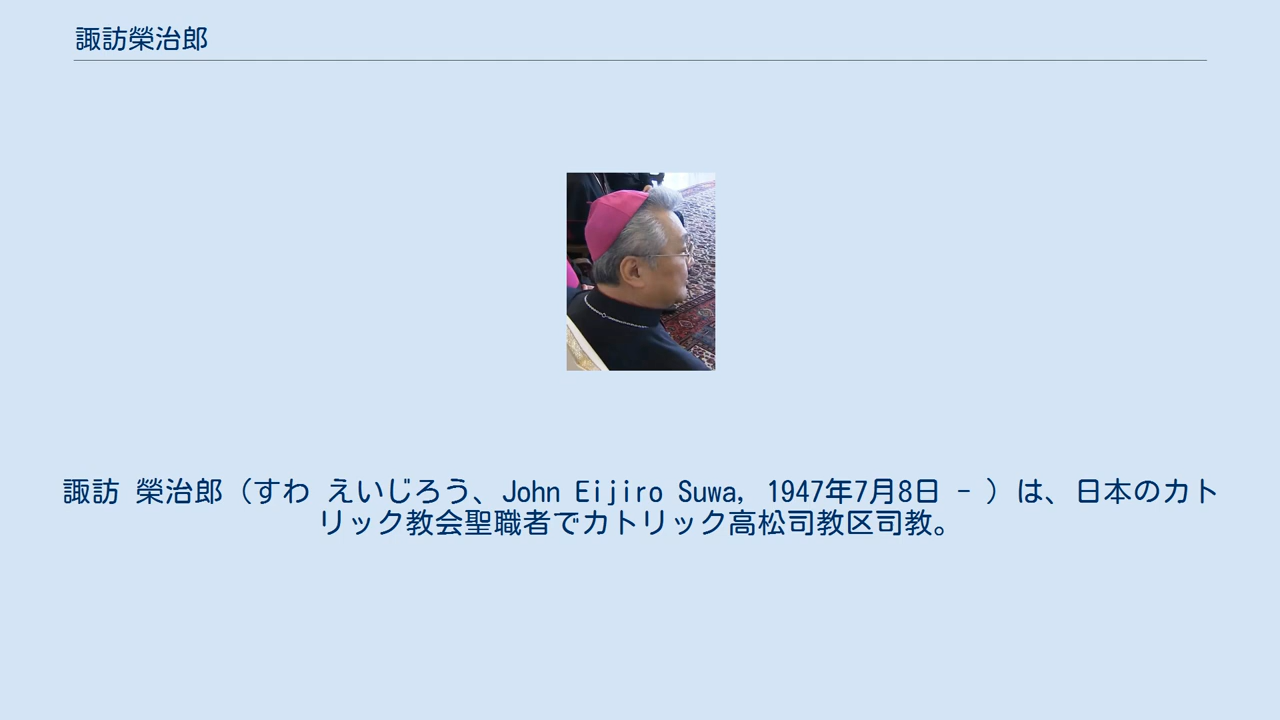 諏訪榮治郎
諏訪 榮治郎（すわ えいじろう、John Eijiro Suwa, 1947年7月8日 - ）は、日本のカト
リック教会聖職者でカトリック高松司教区司教。